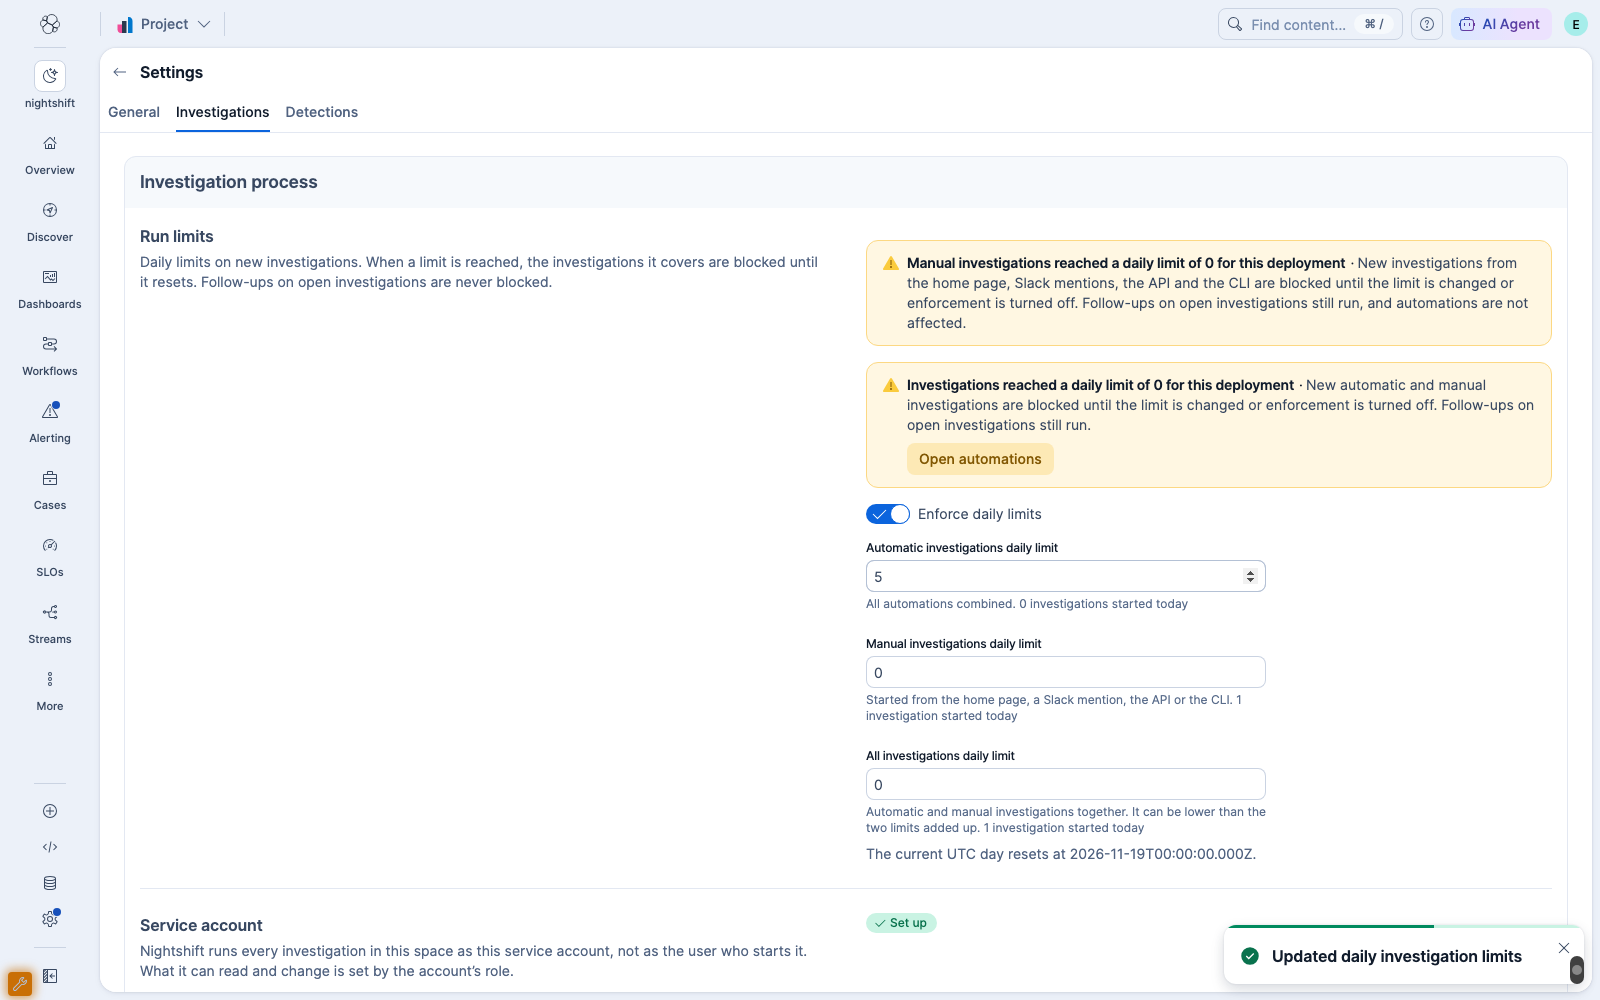 Project
Find content...
⌘ /
AI Agent
E
nightshift
Overview
Discover
Dashboards
Workflows
Alerting
Cases
SLOs
Streams
More
Settings
General
Investigations
Detections
Investigation process
Run limits
Daily limits on new investigations. When a limit is reached, the investigations it covers are blocked until
it resets. Follow-ups on open investigations are never blocked.
Manual investigations reached a daily limit of 0 for this deployment · New investigations from
the home page, Slack mentions, the API and the CLI are blocked until the limit is changed or
enforcement is turned off. Follow-ups on open investigations still run, and automations are not
affected.
Investigations reached a daily limit of 0 for this deployment · New automatic and manual
investigations are blocked until the limit is changed or enforcement is turned off. Follow-ups on
open investigations still run.
Open automations
Enforce daily limits
Automatic investigations daily limit
5
All automations combined. 0 investigations started today
Manual investigations daily limit
0
Started from the home page, a Slack mention, the API or the CLI. 1
investigation started today
All investigations daily limit
0
Automatic and manual investigations together. It can be lower than the
two limits added up. 1 investigation started today
The current UTC day resets at 2026-11-19T00:00:00.000Z.
Service account
Nightshift runs every investigation in this space as this service account, not as the user who starts it.
What it can read and change is set by the account's role.
Set up
Updated daily investigation limits